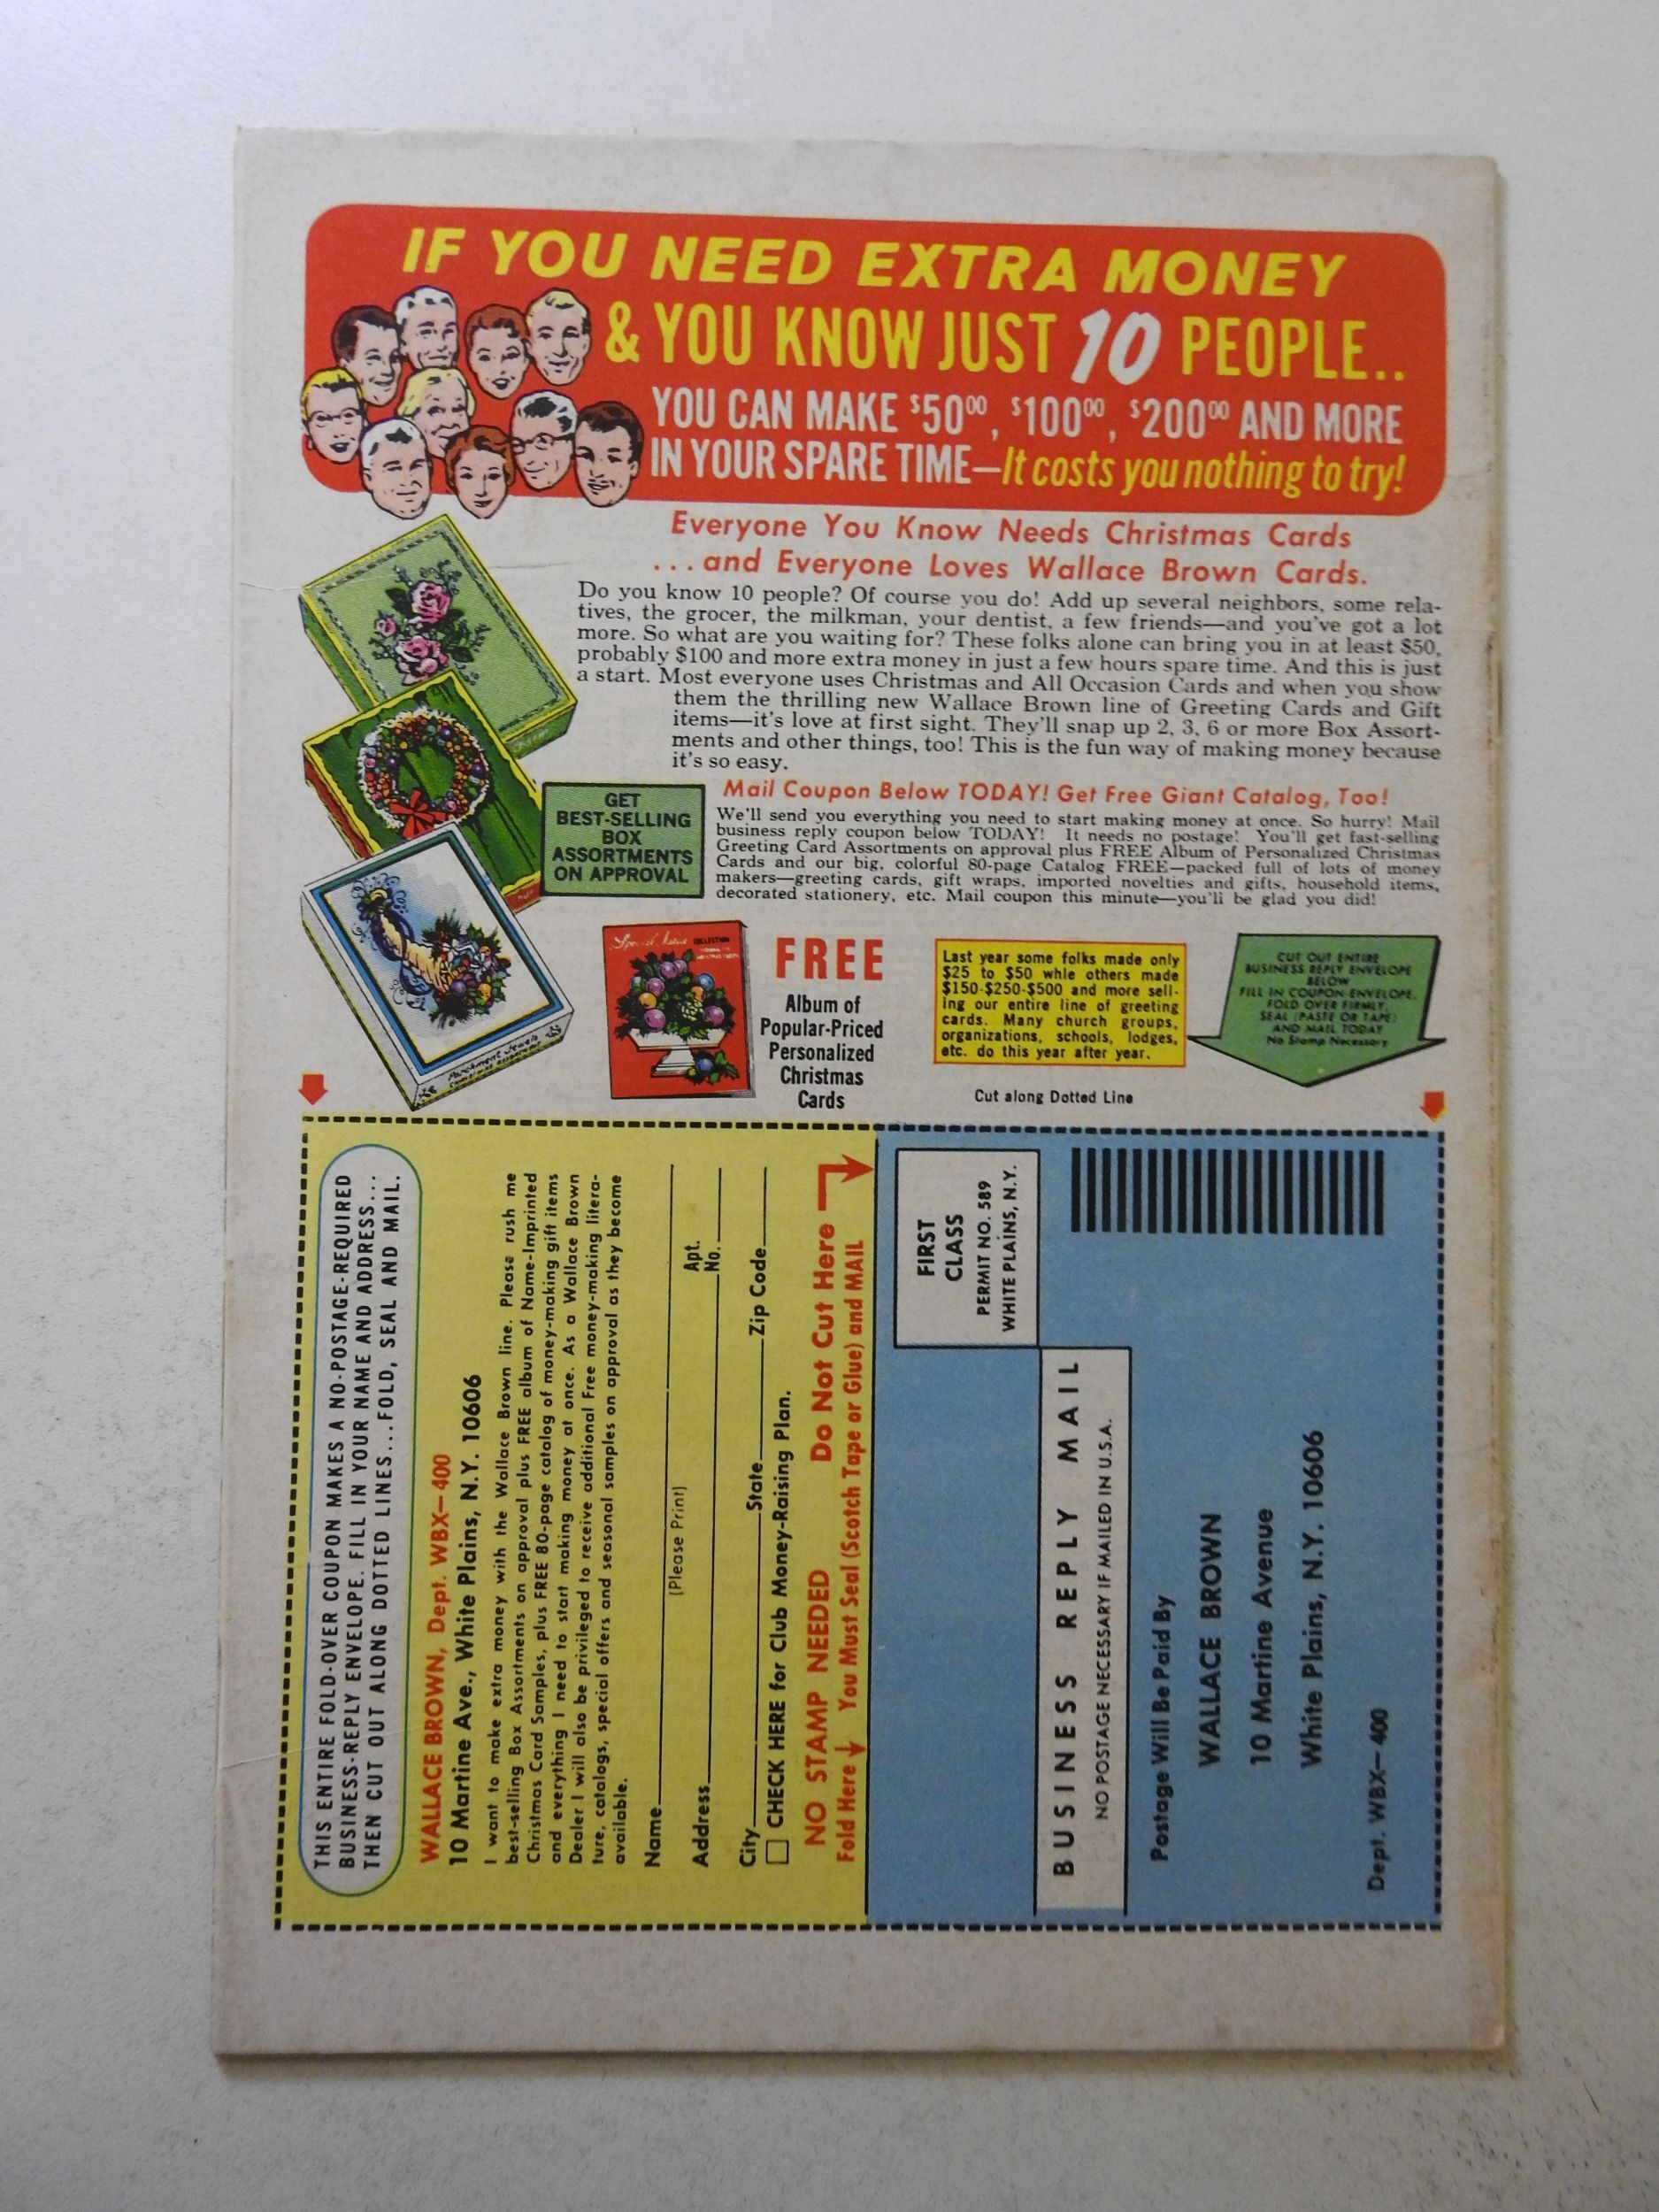 IF YOU NEED EXTRA MONEY
& YOU KNOW JUST 10 PEOPLE..
YOU CAN MAKE $50⁰⁰, $100⁰⁰, $200⁰⁰ AND MORE
IN YOUR SPARE TIME—It costs you nothing to try!
Everyone You Know Needs Christmas Cards
...and Everyone Loves Wallace Brown Cards.
Do you know 10 people? Of course you do! Add up several neighbors, some rela-
tives, the grocer, the milkman, your dentist, a few friends—and you've got a lot
more. So what are you waiting for? These folks alone can bring you in at least $50,
probably $100 and more extra money in just a few hours spare time. And this is just
a start. Most everyone uses Christmas and All Occasion Cards and when you show
them the thrilling new Wallace Brown line of Greeting Cards and Gift
items—it's love at first sight. They'll snap up 2, 3, 6 or more Box Assort-
ments and other things, too! This is the fun way of making money because
it's so easy.
GET
BEST-SELLING
BOX
ASSORTMENTS
ON APPROVAL
Mail Coupon Below TODAY! Get Free Giant Catalog, Too!
We'll send you everything you need to start making money at once. So hurry! Mail
business reply coupon below TODAY! It needs no postage! You'll get fast-selling
Greeting Card Assortments on approval plus FREE Album of Personalized Christmas
Cards and our big, colorful 80-page Catalog FREE—packed full of lots of money
makers—greeting cards, gift wraps, imported novelties and gifts, household items,
decorated stationery, etc. Mail coupon this minute—you'll be glad you did!
COLLECTION
FREE
Album of
Popular-Priced
Personalized
Christmas
Cards
Last year some folks made only
$25 to $50 whle others made
$150-$250-$500 and more sell-
ing our entire line of greeting
cards. Many church groups,
organizations, schools, lodges,
etc. do this year after year.
CUT OUT ENTIRE
BUSINESS REPLY ENVELOPE
BELOW
FILL IN COUPON-ENVELOPE,
FOLD OVER FIRMLY,
SEAL (PASTE OR TAPE)
AND MAIL TODAY
No Stamp Necessary
Cut along Dotted Line
THIS ENTIRE FOLD-OVER COUPON MAKES A NO-POSTAGE-REQUIRED
BUSINESS-REPLY ENVELOPE. FILL IN YOUR NAME AND ADDRESS...
THEN CUT OUT ALONG DOTTED LINES...FOLD, SEAL AND MAIL.
WALLACE BROWN, Dept. WBX—400
10 Martine Ave., White Plains, N.Y. 10606
I want to make extra money with the Wallace Brown line. Please rush me
best-selling Box Assortments on approval plus FREE album of Name-Imprinted
Christmas Card Samples, plus FREE 80-page catalog of money-making gift items
and everything I need to start making money at once. As a Wallace Brown
Dealer I will also be privileged to receive additional Free money-making litera-
ture, catalogs, special offers and seasonal samples on approval as they become
available.
Name
(Please Print)
Address Apt. No.
City State Zip Code
CHECK HERE for Club Money-Raising Plan.
NO STAMP NEEDED Do Not Cut Here
Fold Here You Must Seal (Scotch Tape or Glue) and MAIL
FIRST
CLASS
PERMIT NO. 589
WHITE PLAINS, N.Y.
BUSINESS REPLY MAIL
NO POSTAGE NECESSARY IF MAILED IN U.S.A.
Postage Will Be Paid By
WALLACE BROWN
10 Martine Avenue
White Plains, N.Y. 10606
Dept. WBX—400